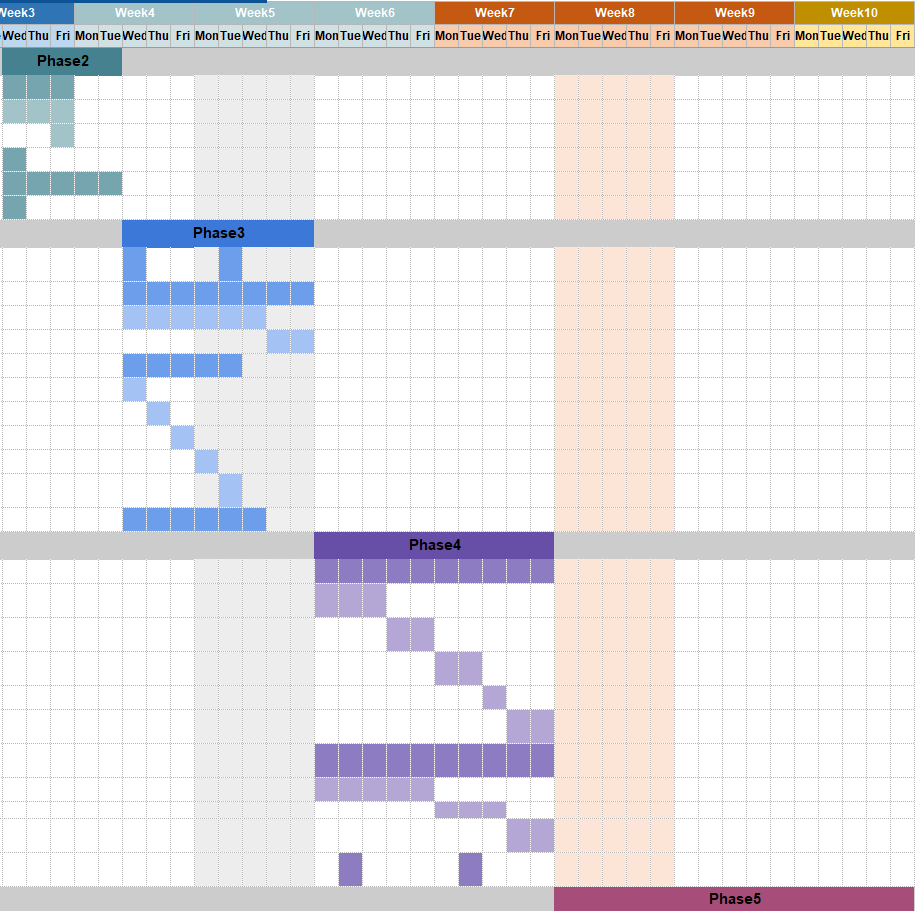 Week3 Week4 Week5 Week6 Week7 Week8 Week9 Week10
Wed Thu Fri Mon Tue Wed Thu Fri Mon Tue Wed Thu Fri Mon Tue Wed Thu Fri Mon Tue Wed Thu Fri Mon Tue Wed Thu Fri Mon Tue Wed Thu Fri Mon Tue Wed Thu Fri
Phase2
Phase3
Phase4
Phase5